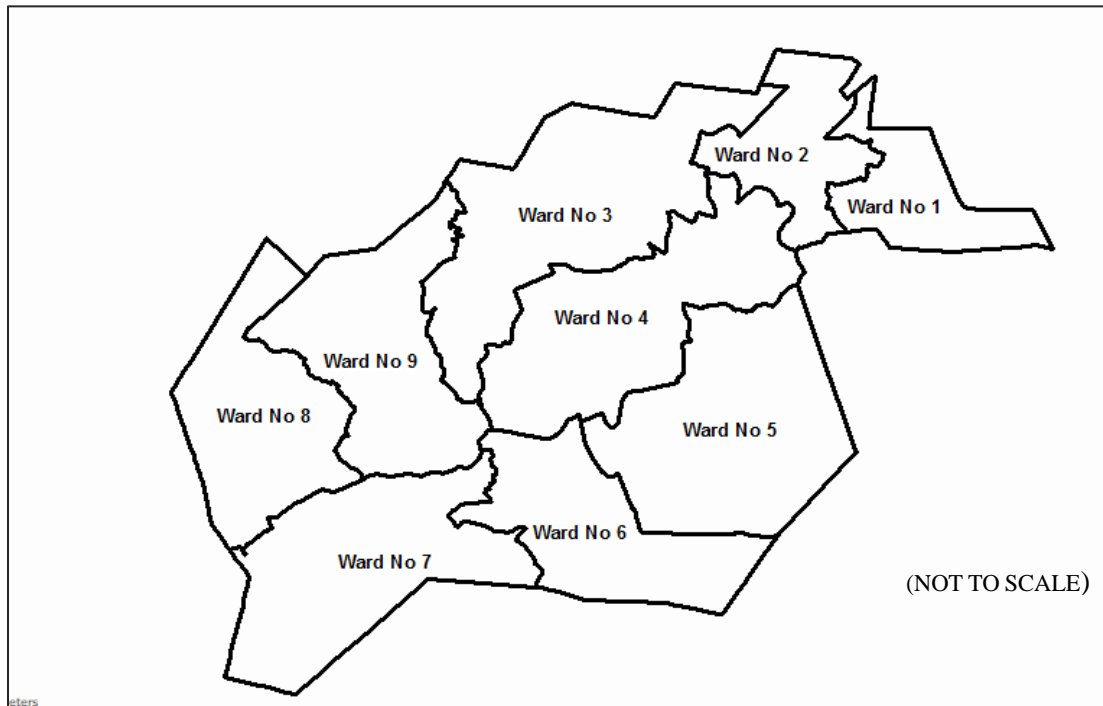 Ward No 2
Ward No 1
Ward No 3
Ward No 4
Ward No 9
Ward No 8
Ward No 5
Ward No 6
Ward No 7
(NOT TO SCALE)
eters